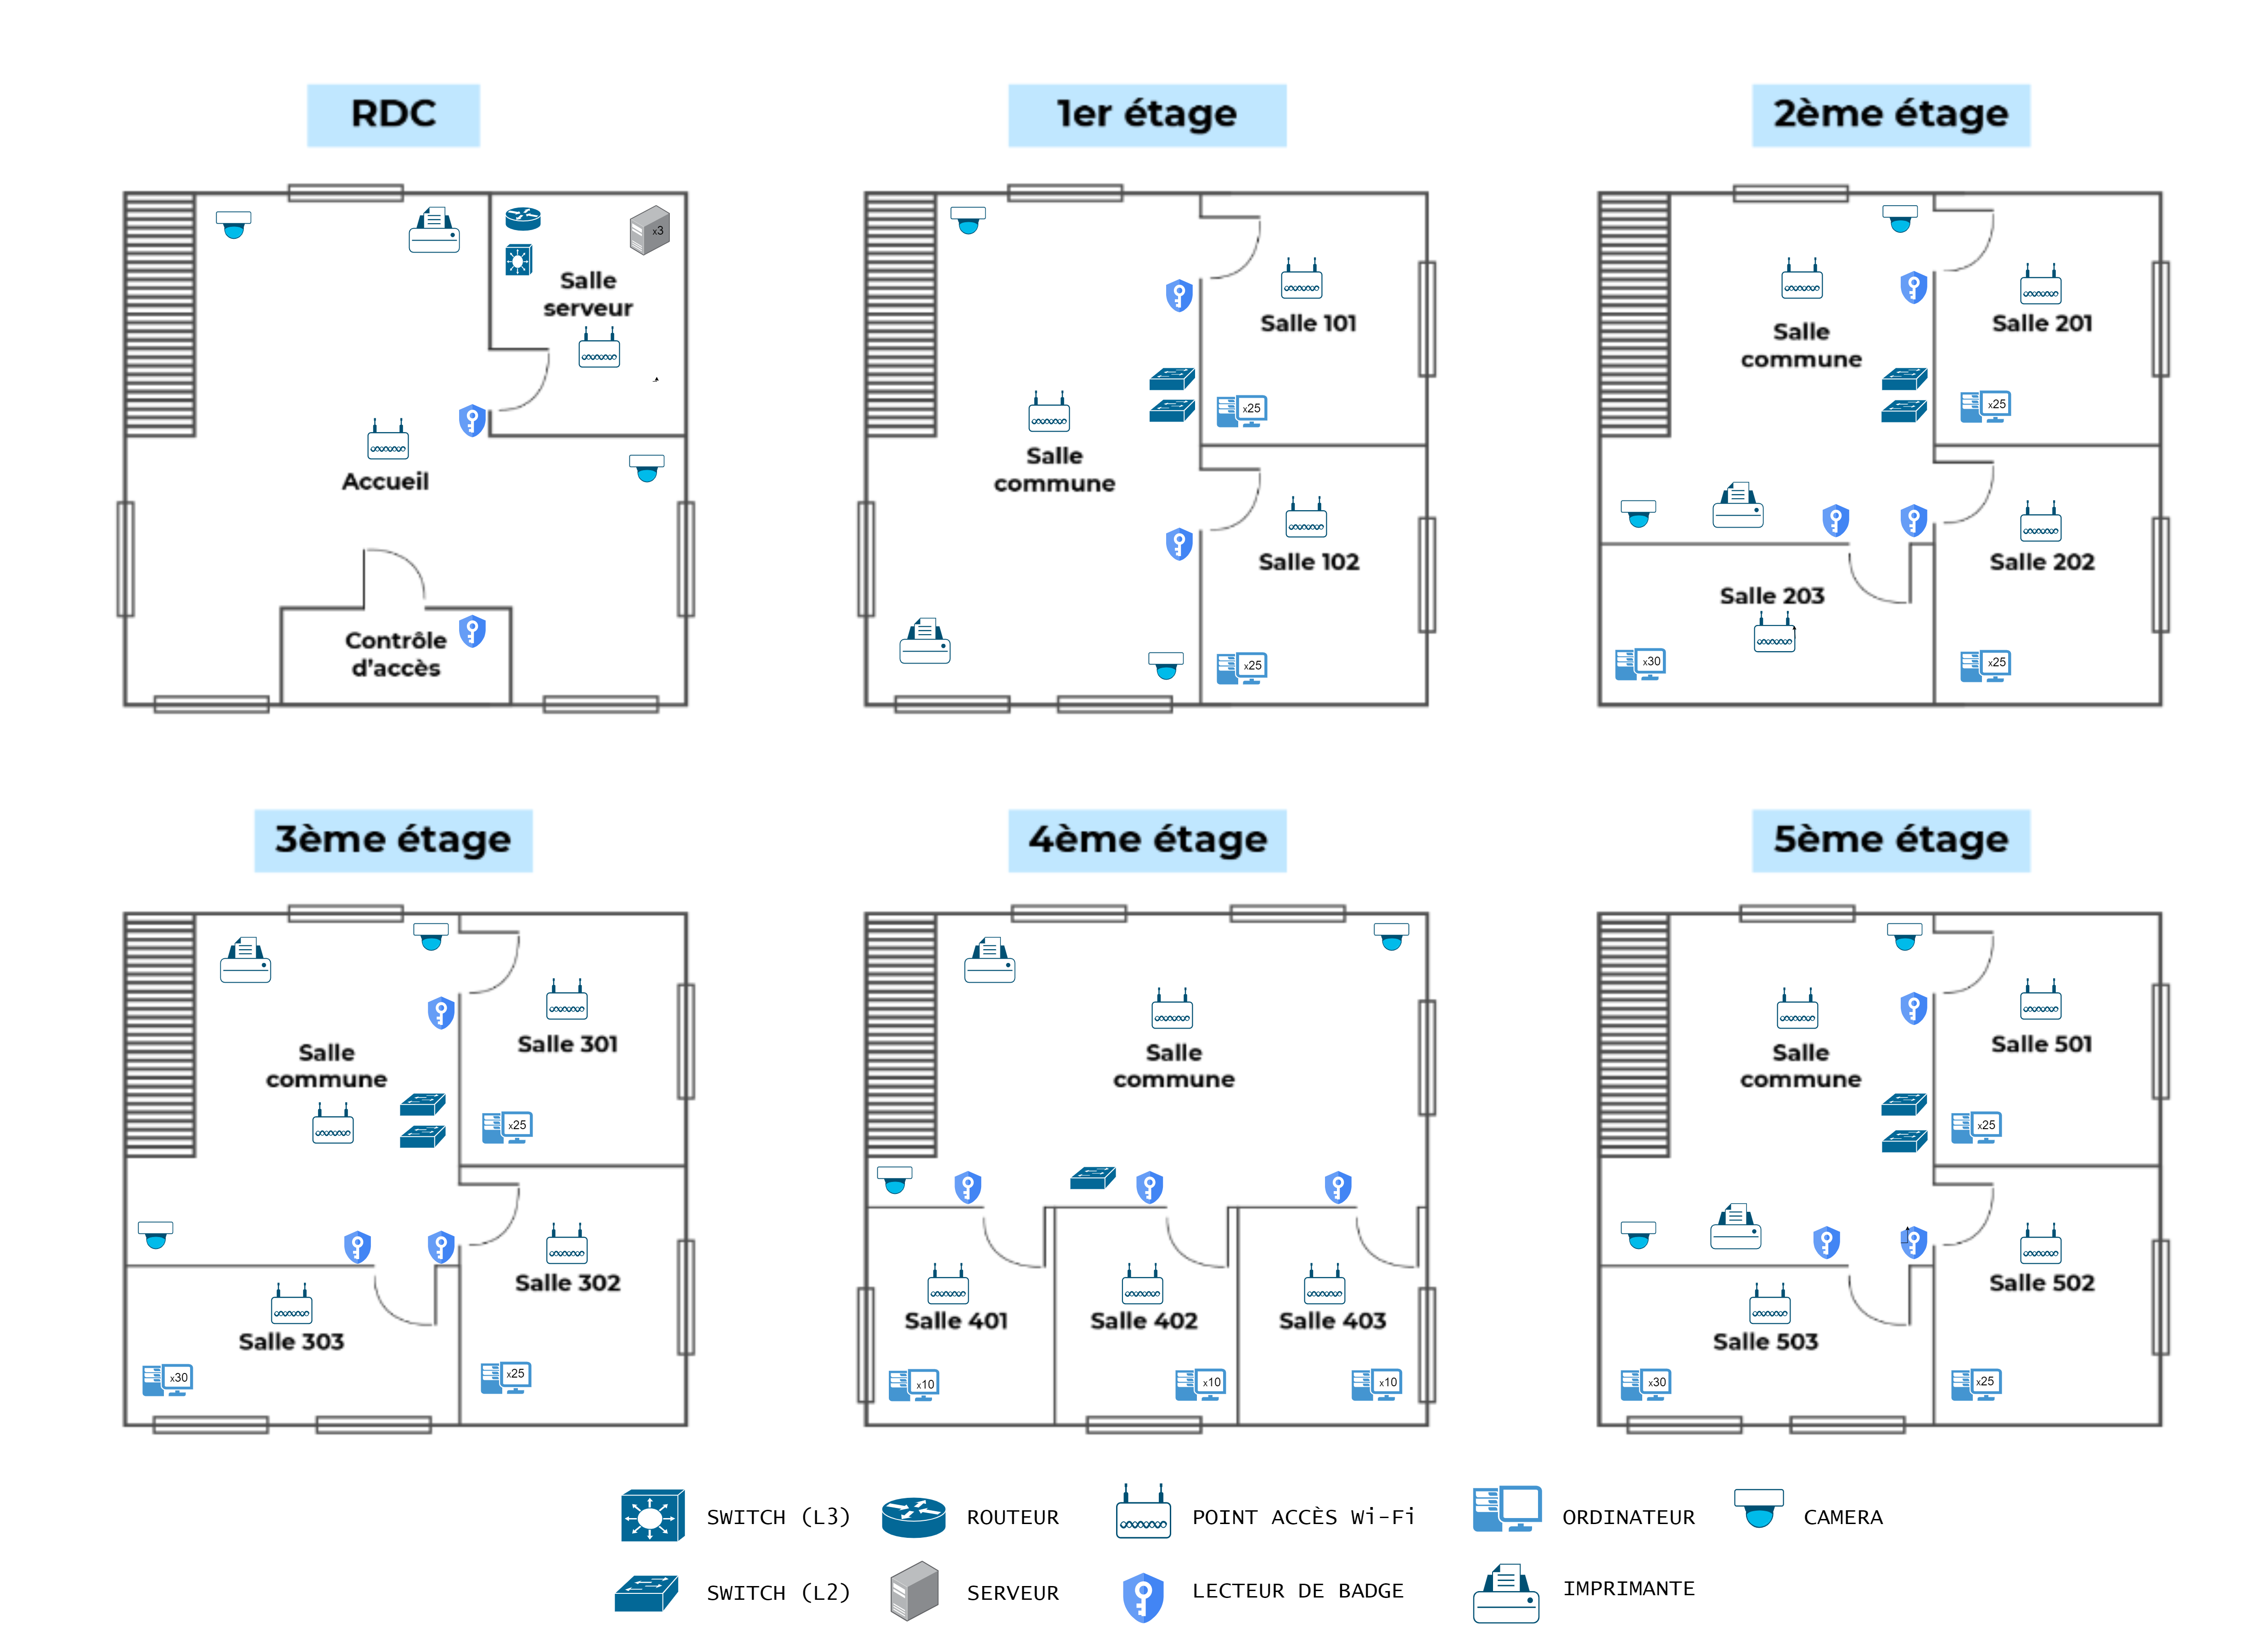 RDC
1er étage
2ème étage
x3
Salle
serveur
Accueil
Contrôle
d'accès
Salle 101
x25
Salle
commune
Salle 102
x25
Salle
commune
Salle 201
x25
Salle 202
Salle 203
x30
x25
3ème étage
4ème étage
5ème étage
Salle 301
Salle
commune
x25
Salle 302
Salle 303
x30
x25
Salle
commune
Salle 401
Salle 402
Salle 403
x10
x10
x10
Salle 501
Salle
commune
x25
Salle 502
Salle 503
x30
x25
SWITCH (L3)
ROUTEUR
POINT ACCÈS Wi-Fi
ORDINATEUR
CAMERA
SWITCH (L2)
SERVEUR
LECTEUR DE BADGE
IMPRIMANTE